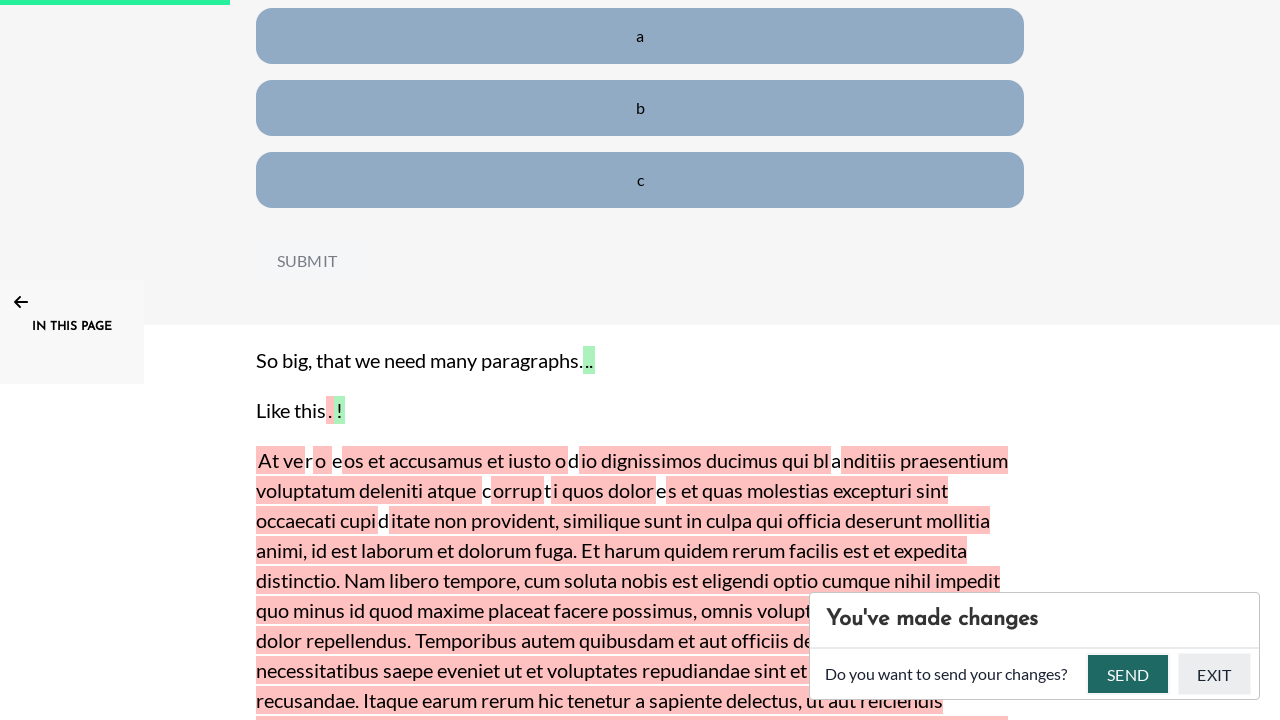 a
b
c
SUBMIT
IN THIS PAGE
So big, that we need many paragraphs...
Like this.!
At vero eos et accusamus et iusto odio dignissimos ducimus qui blanditiis praesentium
voluptatum deleniti atque corrupti quos dolores et quas molestias excepturi sint
occaecati cupiditate non provident, similique sunt in culpa qui officia deserunt mollitia
animi, id est laborum et dolorum fuga. Et harum quidem rerum facilis est et expedita
distinctio. Nam libero tempore, cum soluta nobis est eligendi optio cumque nihil impedit
quo minus id quod maxime placeat facere possimus, omnis
dolor repellendus. Temporibus autem quibusdam et aut officiis
necessitatibus saepe eveniet ut et voluptates repudiandae sint et
recusandae. Itaque earum rerum hic tenetur a sapiente delectus, ut aut reiciendis
You've made changes
Do you want to send your changes?
SEND
EXIT